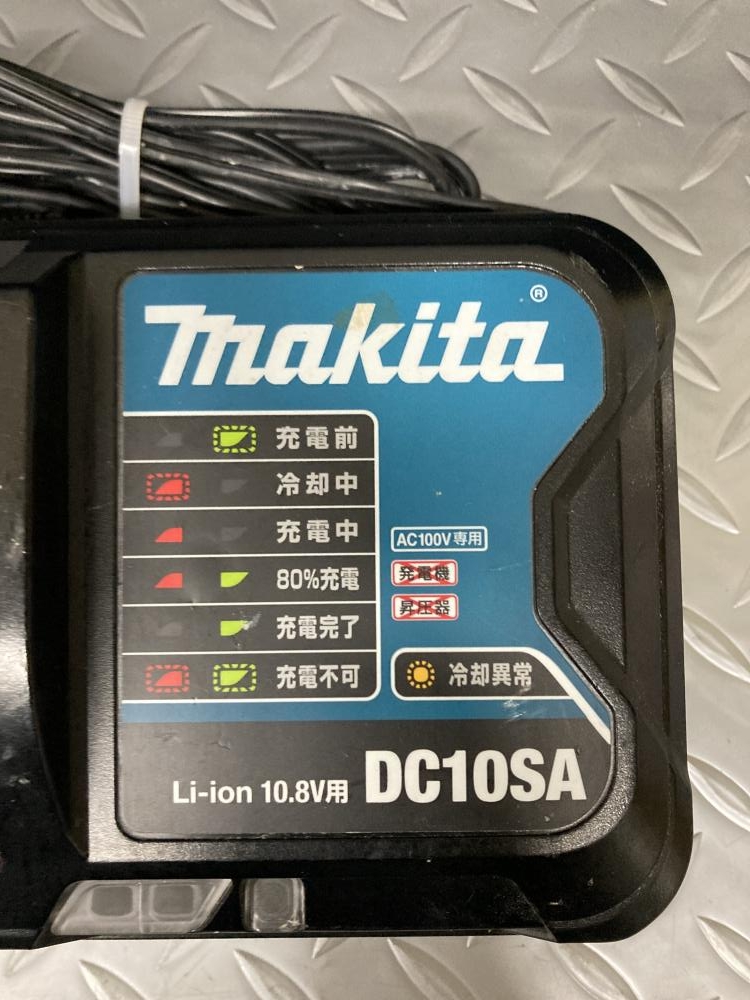 makita®
充電前
冷却中
充電中
80%充電
充電完了
充電不可
AC100V専用
発電機
昇圧器
冷却異常
Li-ion 10.8V用 DC10SA